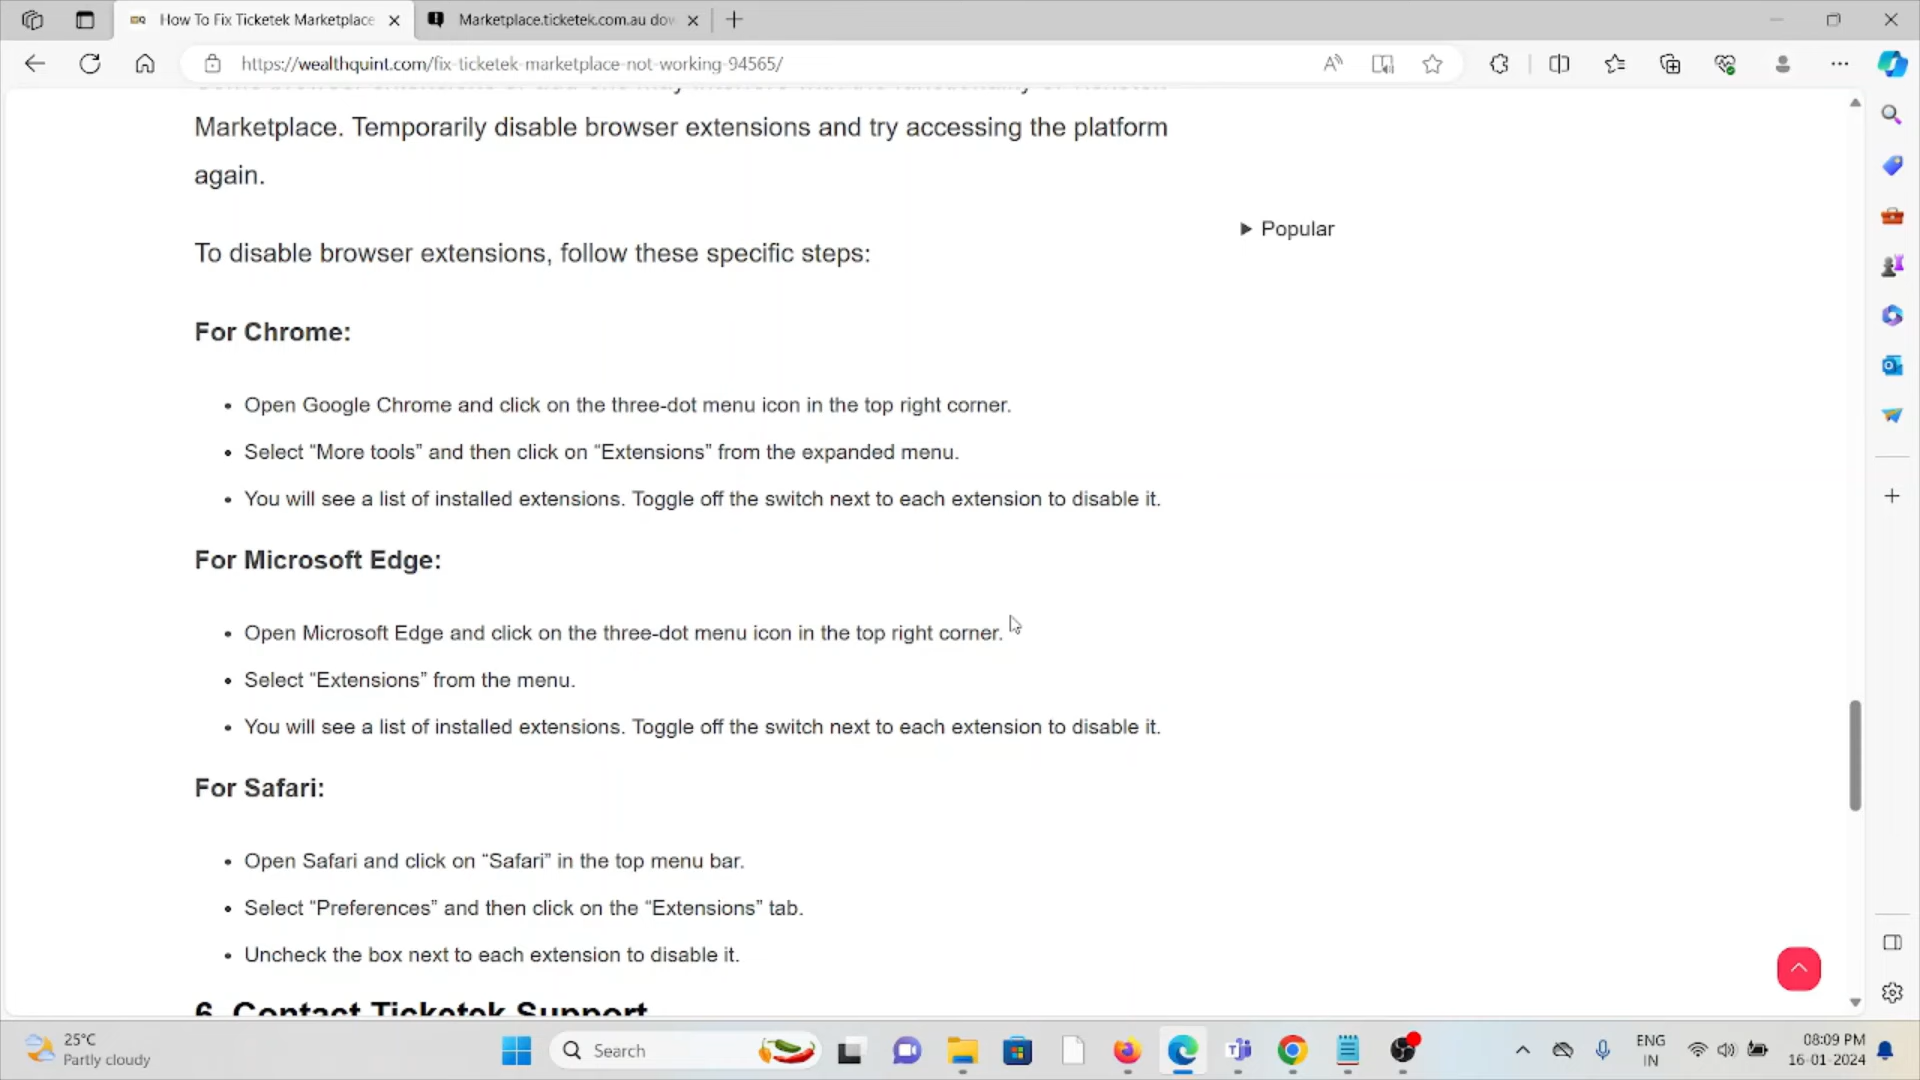 How To Fix Ticketek Marketplace
Marketplace.ticketek.com.au dow
https://wealthquint.com/fix-ticketek-marketplace-not-working-94565/
Marketplace. Temporarily disable browser extensions and try accessing the platform
again.
Popular
To disable browser extensions, follow these specific steps:
For Chrome:
• Open Google Chrome and click on the three-dot menu icon in the top right corner.
• Select “More tools” and then click on “Extensions” from the expanded menu.
• You will see a list of installed extensions. Toggle off the switch next to each extension to disable it.
For Microsoft Edge:
• Open Microsoft Edge and click on the three-dot menu icon in the top right corner.
• Select “Extensions” from the menu.
• You will see a list of installed extensions. Toggle off the switch next to each extension to disable it.
For Safari:
• Open Safari and click on “Safari” in the top menu bar.
• Select “Preferences” and then click on the “Extensions” tab.
• Uncheck the box next to each extension to disable it.
6. Contact Ticketek Support
25°C
Partly cloudy
Search
ENG
IN
08:09 PM
16-01-2024